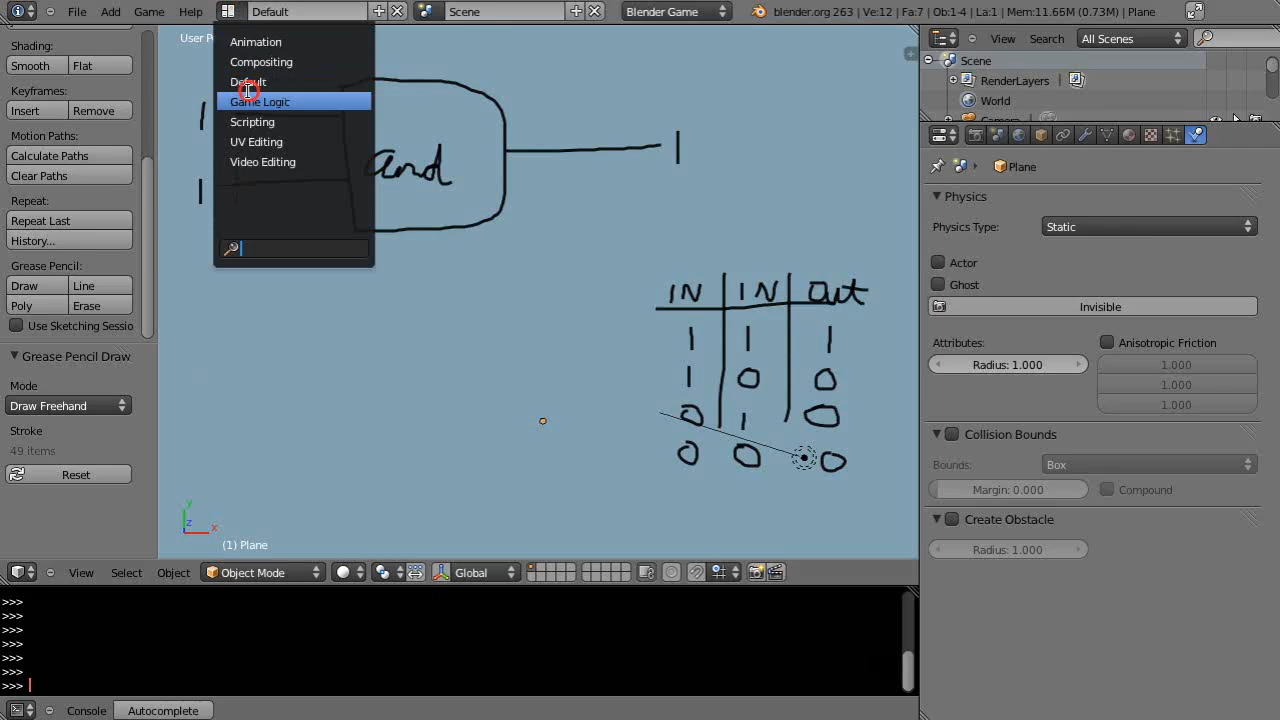 File Add Game Help Default Scene Blender Game blender.org 263 | Ve:12 | Fa:7 | Ob:1-4 | La:1 | Mem:11.66M (0.73M) | Plane
User P
Shading:
Smooth Flat
Keyframes:
Insert Remove
Motion Paths:
Calculate Paths
Clear Paths
Repeat:
Repeat Last
History...
Grease Pencil:
Draw Line
Poly Erase
Use Sketching Sessio
Grease Pencil Draw
Mode
Draw Freehand
Stroke
49 items
Reset
Animation
Compositing
Default
Game Logic
Scripting
UV Editing
Video Editing
1
1
and
1
IN IN Out
1 1 1
1 0 0
0 1 0
0 0 0
y
z x
(1) Plane
View Select Object Object Mode Global
>>>
>>>
>>>
>>>
>>>
>>>
>>>
Console Autocomplete
View Search All Scenes
Scene
RenderLayers
World
Camera
Plane
Physics
Physics Type: Static
Actor
Ghost
Invisible
Attributes: Anisotropic Friction
Radius: 1.000 1.000
1.000
1.000
Collision Bounds
Bounds: Box
Margin: 0.000 Compound
Create Obstacle
Radius: 1.000